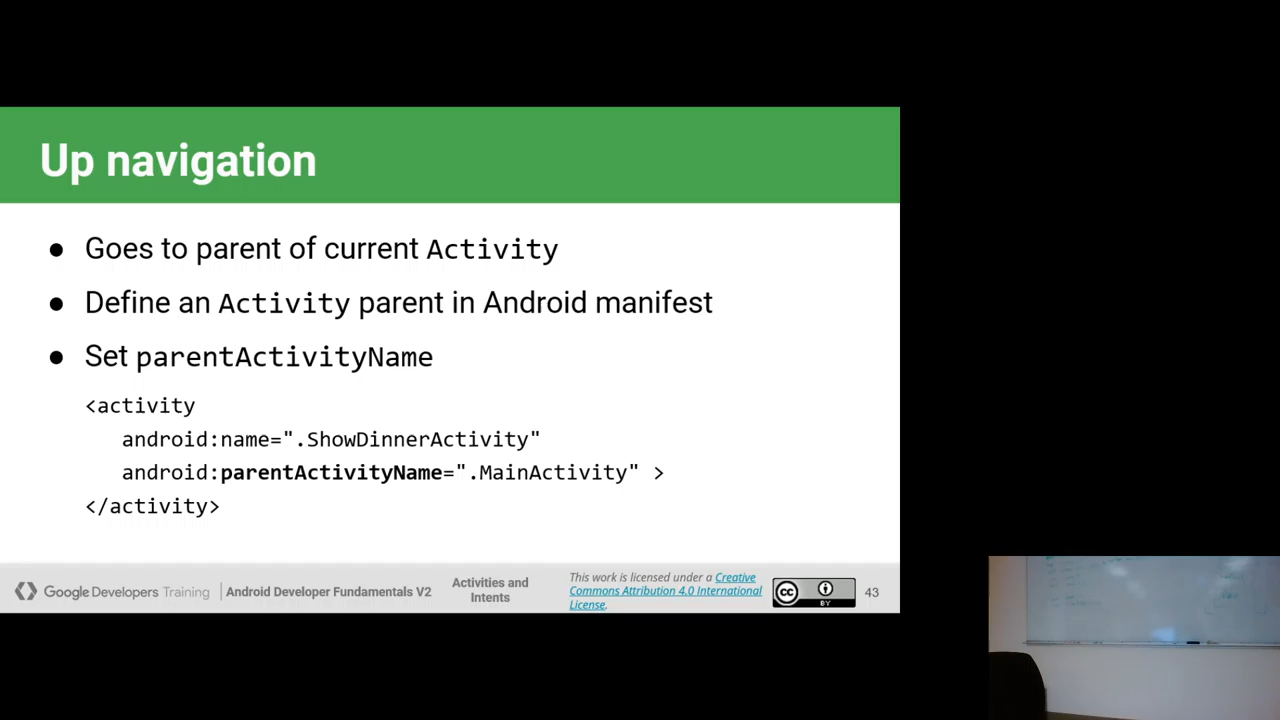 Up navigation
● Goes to parent of current Activity
● Define an Activity parent in Android manifest
● Set parentActivityName
<activity
android:name=".ShowDinnerActivity"
android:parentActivityName=".MainActivity" >
</activity>
Google Developers Training
Android Developer Fundamentals V2
Activities and
Intents
This work is licensed under a Creative
Commons Attribution 4.0 International
License.
cc
BY
43